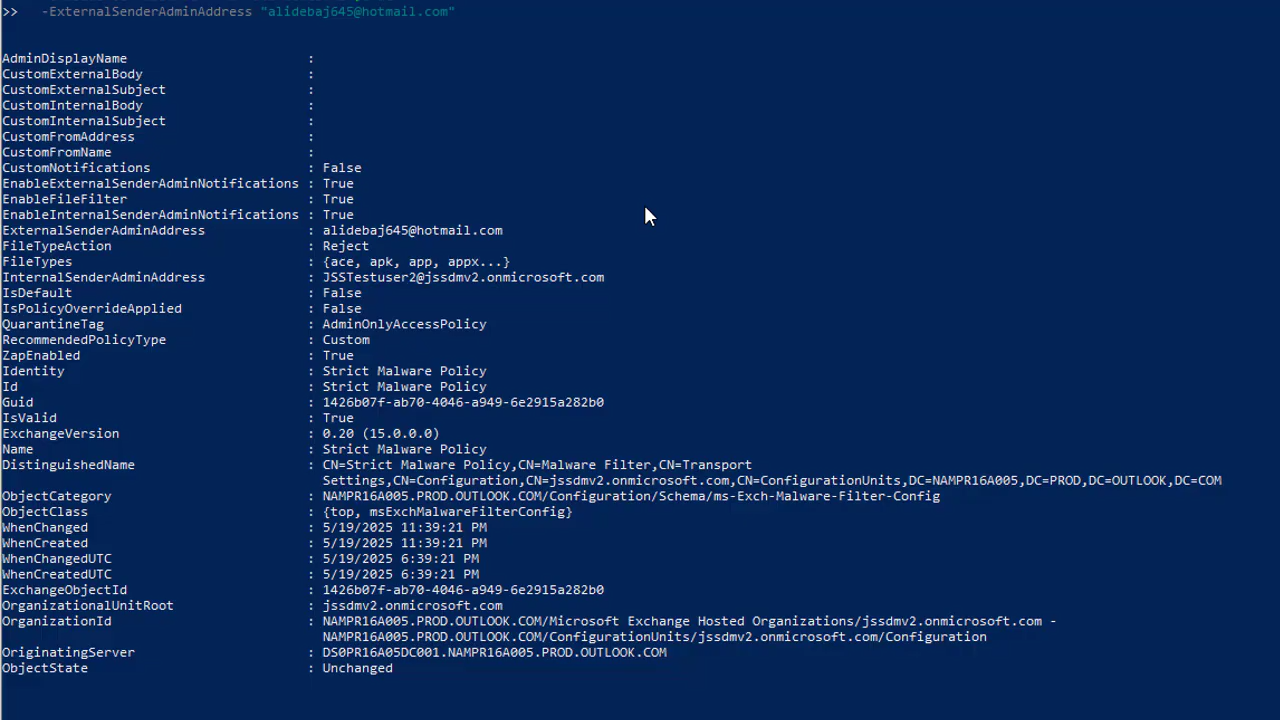 >>   -ExternalSenderAdminAddress "alidebaj645@hotmail.com"
AdminDisplayName                       :
CustomExternalBody                     :
CustomExternalSubject                  :
CustomInternalBody                     :
CustomInternalSubject                  :
CustomFromAddress                      :
CustomFromName                         :
CustomNotifications                    : False
EnableExternalSenderAdminNotifications : True
EnableFileFilter                       : True
EnableInternalSenderAdminNotifications : True
ExternalSenderAdminAddress             : alidebaj645@hotmail.com
FileTypeAction                         : Reject
FileTypes                              : {ace, apk, app, appx...}
InternalSenderAdminAddress             : JSSTestuser2@jssdmv2.onmicrosoft.com
IsDefault                              : False
IsPolicyOverrideApplied                : False
QuarantineTag                          : AdminOnlyAccessPolicy
RecommendedPolicyType                  : Custom
ZapEnabled                             : True
Identity                               : Strict Malware Policy
Id                                     : Strict Malware Policy
Guid                                   : 1426b07f-ab70-4046-a949-6e2915a282b0
IsValid                                : True
ExchangeVersion                        : 0.20 (15.0.0.0)
Name                                   : Strict Malware Policy
DistinguishedName                      : CN=Strict Malware Policy,CN=Malware Filter,CN=Transport
                                         Settings,CN=Configuration,CN=jssdmv2.onmicrosoft.com,CN=ConfigurationUnits,DC=NAMPR16A005,DC=PROD,DC=OUTLOOK,DC=COM
ObjectCategory                         : NAMPR16A005.PROD.OUTLOOK.COM/Configuration/Schema/ms-Exch-Malware-Filter-Config
ObjectClass                            : {top, msExchMalwareFilterConfig}
WhenChanged                            : 5/19/2025 11:39:21 PM
WhenCreated                            : 5/19/2025 11:39:21 PM
WhenChangedUTC                         : 5/19/2025 6:39:21 PM
WhenCreatedUTC                         : 5/19/2025 6:39:21 PM
ExchangeObjectId                       : 1426b07f-ab70-4046-a949-6e2915a282b0
OrganizationalUnitRoot                 : jssdmv2.onmicrosoft.com
OrganizationId                         : NAMPR16A005.PROD.OUTLOOK.COM/Microsoft Exchange Hosted Organizations/jssdmv2.onmicrosoft.com -
                                         NAMPR16A005.PROD.OUTLOOK.COM/ConfigurationUnits/jssdmv2.onmicrosoft.com/Configuration
OriginatingServer                      : DS0PR16A05DC001.NAMPR16A005.PROD.OUTLOOK.COM
ObjectState                            : Unchanged